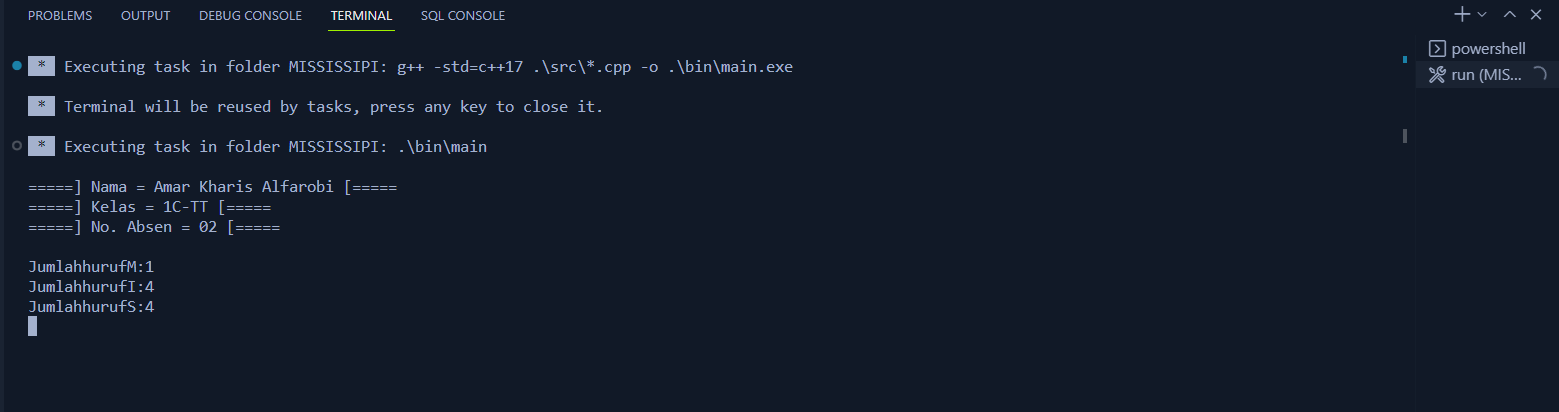 PROBLEMS OUTPUT DEBUG CONSOLE TERMINAL SQL CONSOLE
powershell
run (MIS...
* Executing task in folder MISSISSIPI: g++ -std=c++17 .\src\*.cpp -o .\bin\main.exe
* Terminal will be reused by tasks, press any key to close it.
* Executing task in folder MISSISSIPI: .\bin\main
=====] Nama = Amar Kharis Alfarobi [=====
=====] Kelas = 1C-TT [=====
=====] No. Absen = 02 [=====
JumlahhurufM:1
JumlahhurufI:4
JumlahhurufS:4